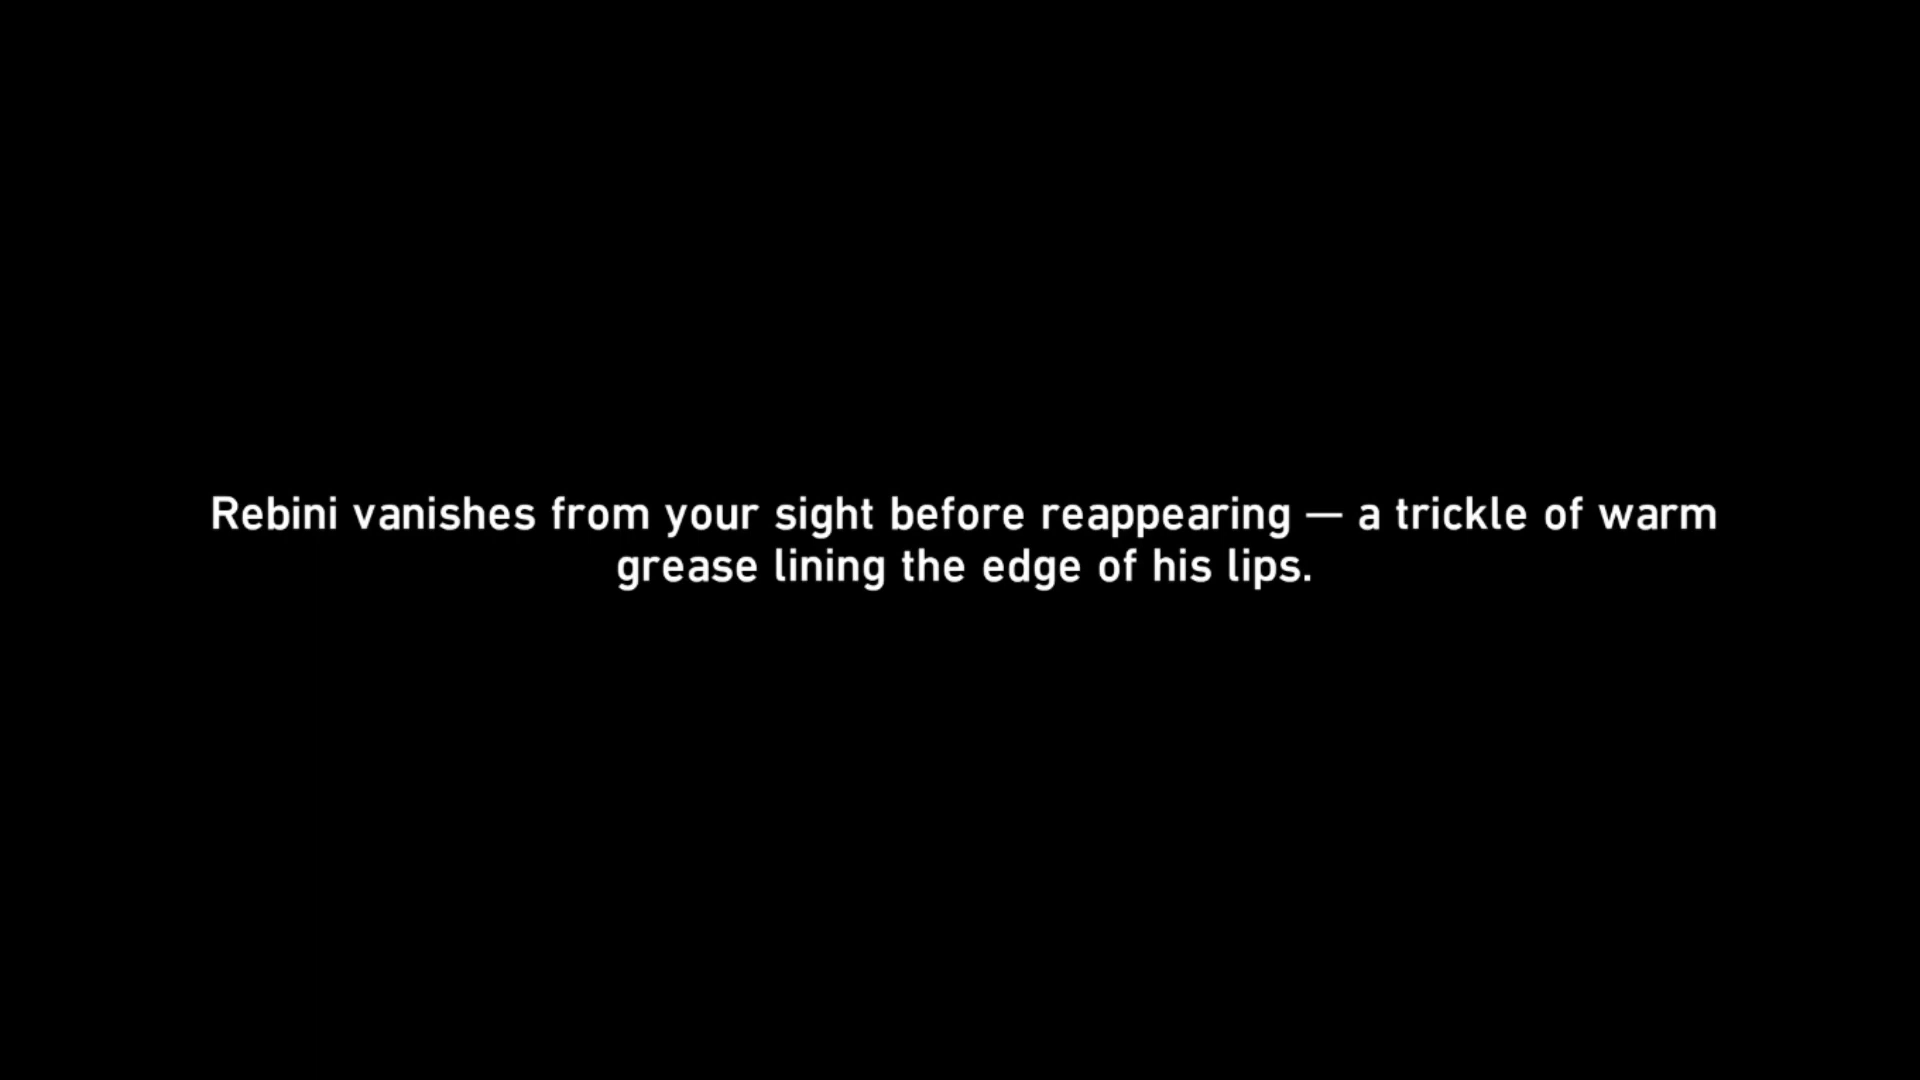 Rebini vanishes from your sight before reappearing — a trickle of warm
grease lining the edge of his lips.